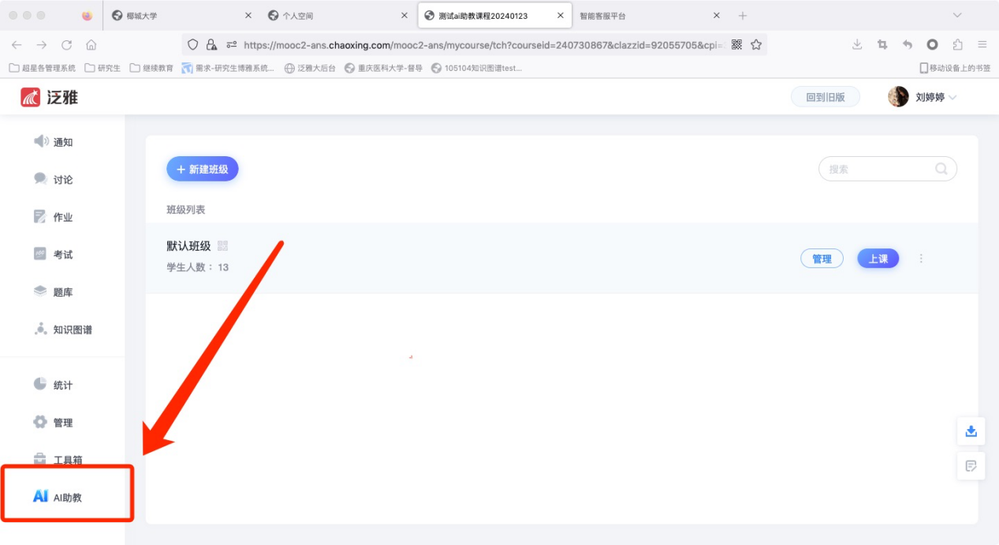 椰城大学
个人空间
测试ai助教课程20240123
智能客服平台
https://mooc2-ans.chaoxing.com/mooc2-ans/mycourse/tch?courseid=240730867&clazzid=92055705&cpi=
超星各管理系统
研究生
继续教育
需求-研究生博雅系统...
泛雅大后台
重庆医科大学-督导
105104知识图谱test...
移动设备上的书签
泛雅
回到旧版
刘婷婷
通知
讨论
作业
考试
题库
知识图谱
统计
管理
工具箱
AI AI助教
+ 新建班级
搜索
班级列表
默认班级
学生人数： 13
管理
上课